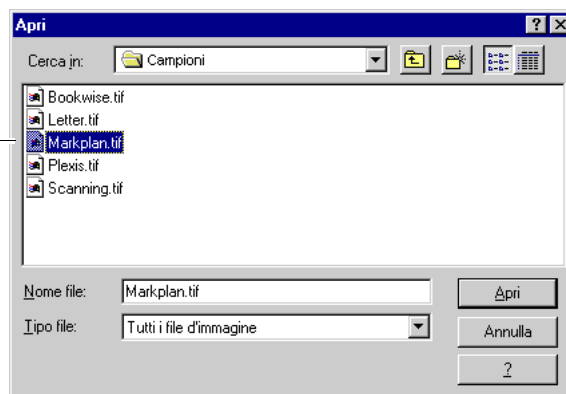 Apri
Cerca in: Campioni
Bookwise.tif
Letter.tif
Markplan.tif
Plexis.tif
Scanning.tif
Nome file: Markplan.tif Apri
Tipo file: Tutti i file d'immagine Annulla
?